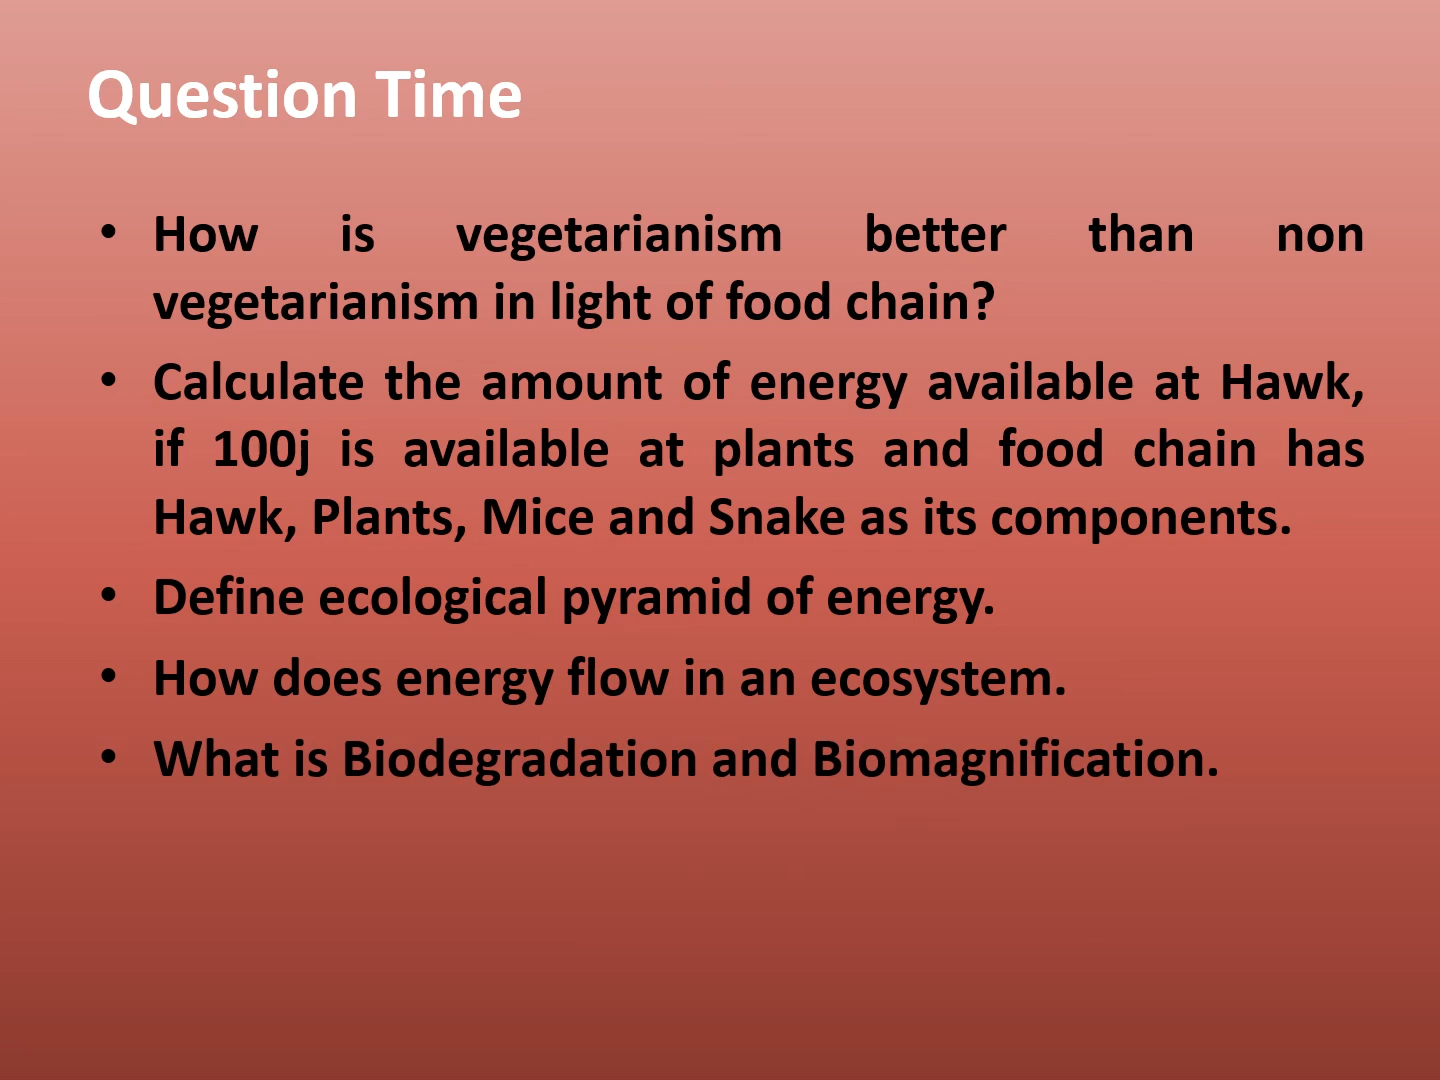 Question Time
• How is vegetarianism better than non
vegetarianism in light of food chain?
• Calculate the amount of energy available at Hawk,
if 100j is available at plants and food chain has
Hawk, Plants, Mice and Snake as its components.
• Define ecological pyramid of energy.
• How does energy flow in an ecosystem.
• What is Biodegradation and Biomagnification.